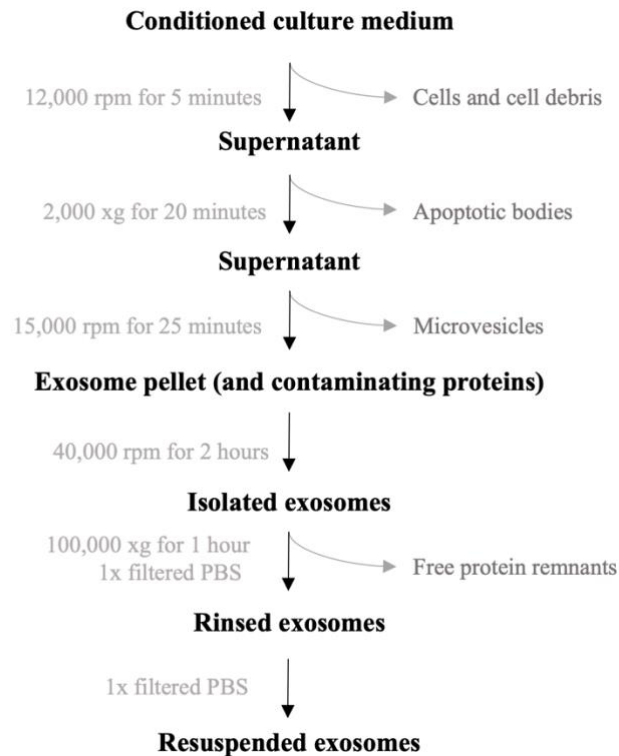 Conditioned culture medium
12,000 rpm for 5 minutes
Cells and cell debris
Supernatant
2,000 xg for 20 minutes
Apoptotic bodies
Supernatant
15,000 rpm for 25 minutes
Microvesicles
Exosome pellet (and contaminating proteins)
40,000 rpm for 2 hours
Isolated exosomes
100,000 xg for 1 hour
1x filtered PBS
Free protein remnants
Rinsed exosomes
1x filtered PBS
Resuspended exosomes